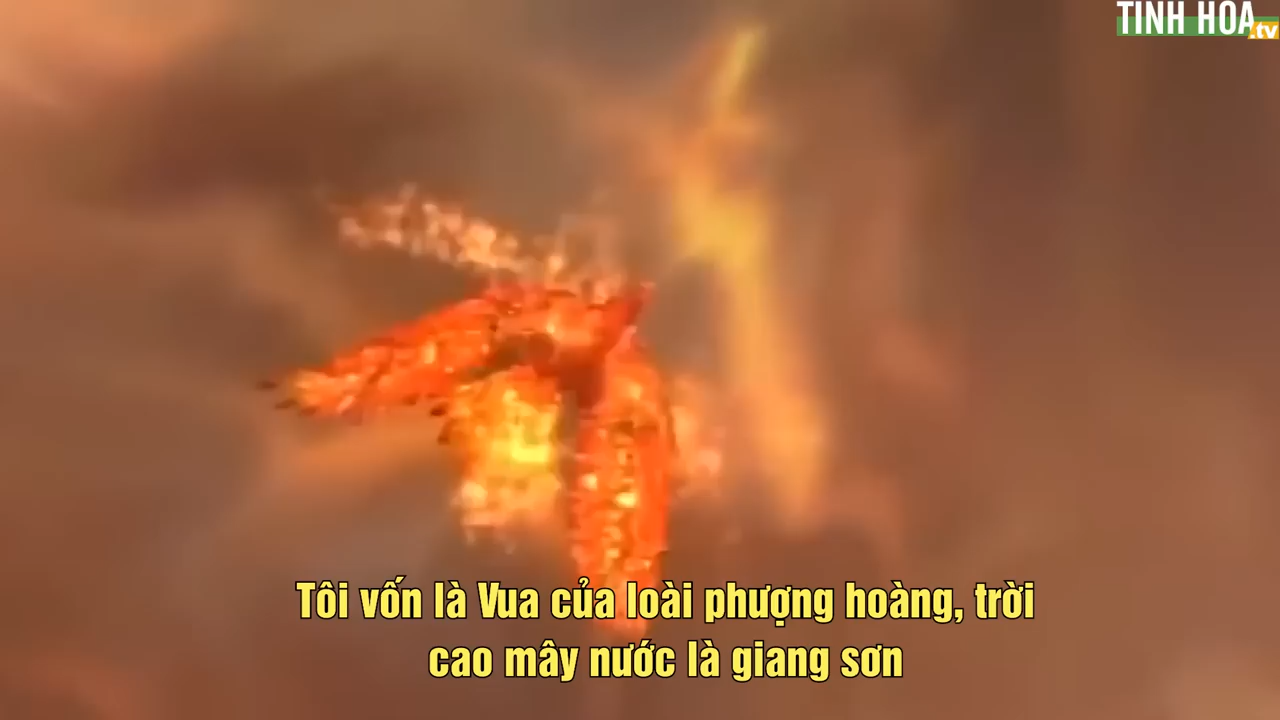 TINH HOA
.tv
Tôi vốn là Vua của loài phượng hoàng, trời
cao mây nước là giang sơn